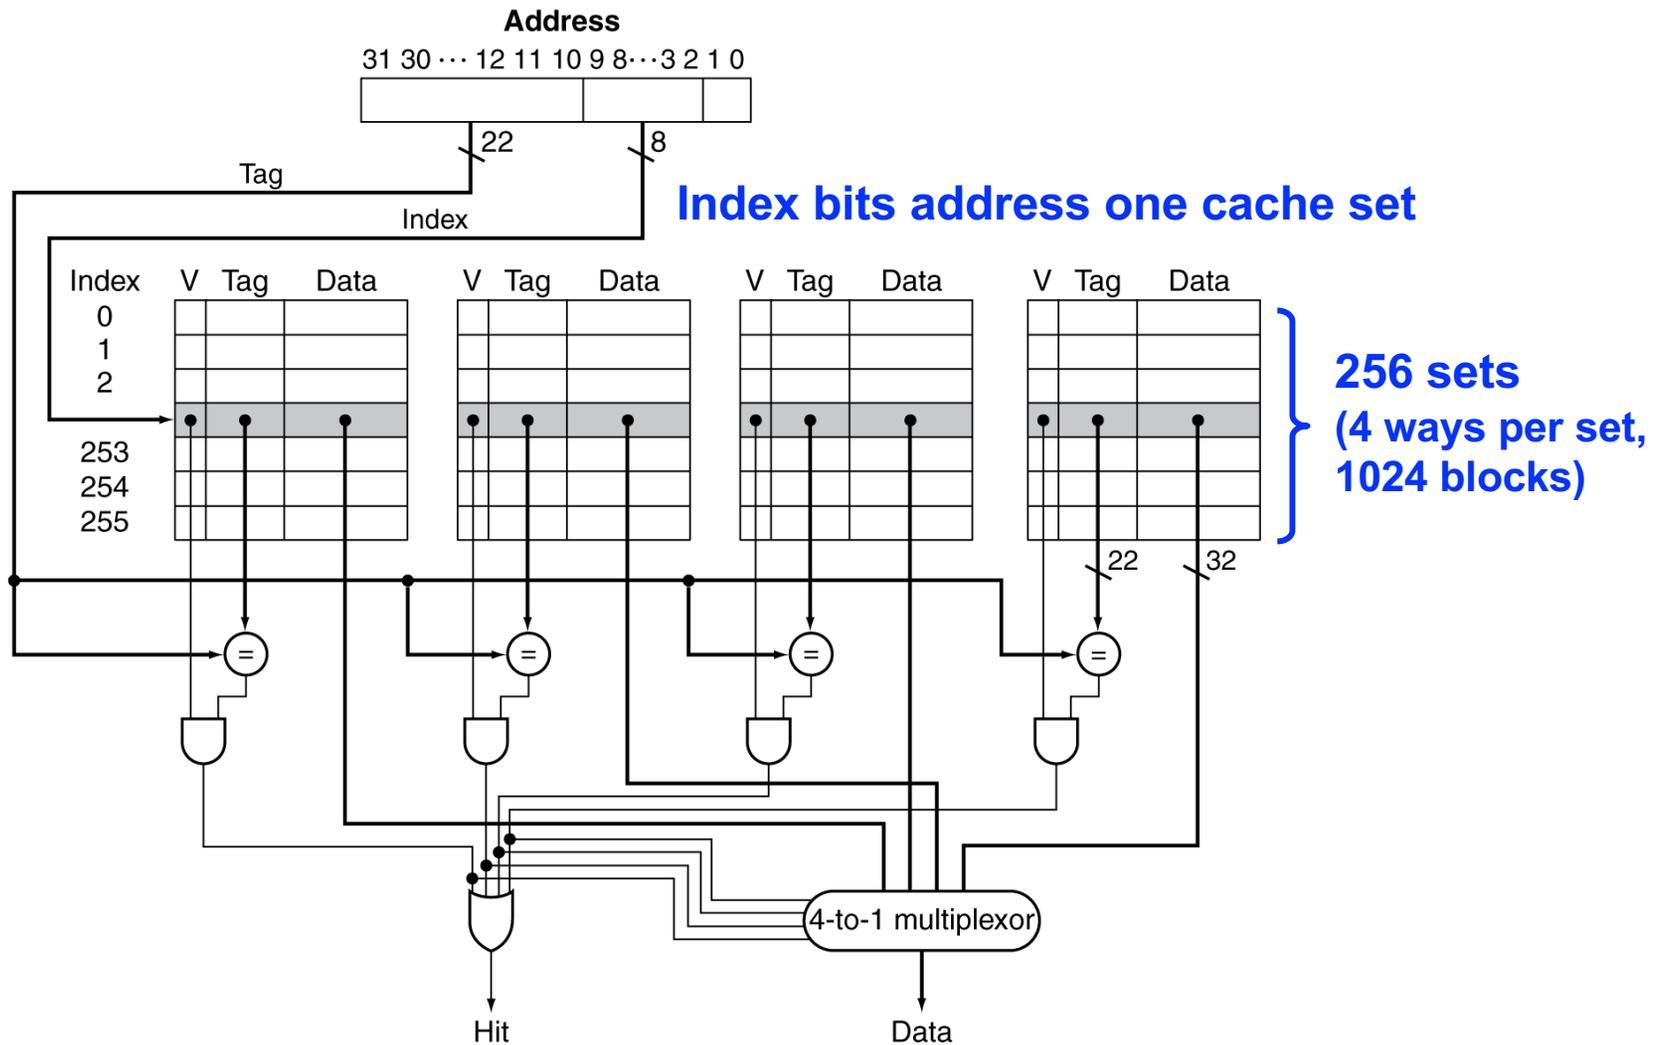 Address
31 30 ··· 12 11 10 9 8···3 2 1 0
22
8
Tag
Index
Index bits address one cache set
Index V Tag Data V Tag Data V Tag Data V Tag Data
0
1
2
253
254
255
256 sets
(4 ways per set,
1024 blocks)
22
32
= = = =
4-to-1 multiplexor
Hit
Data